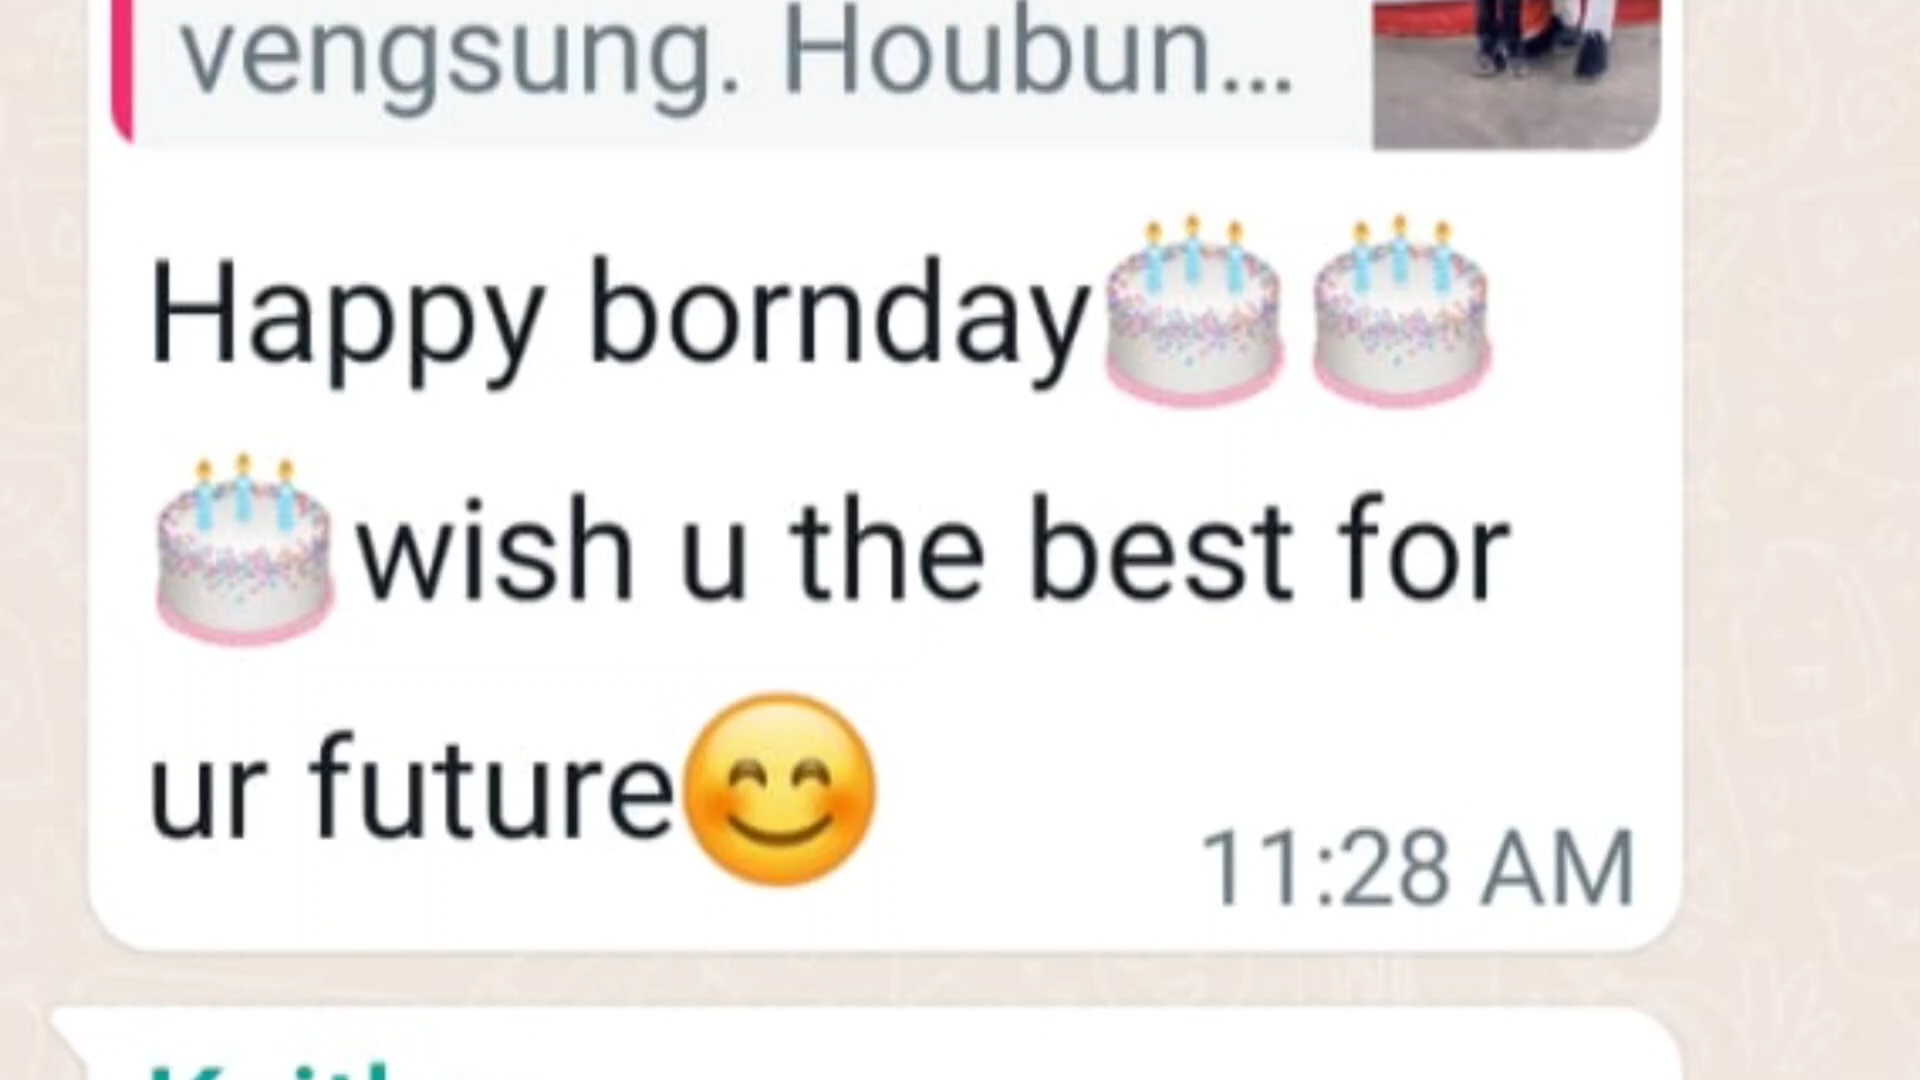 vengsung. Houbun...
Happy bornday🎂🎂
🎂wish u the best for
ur future😊
11:28 AM